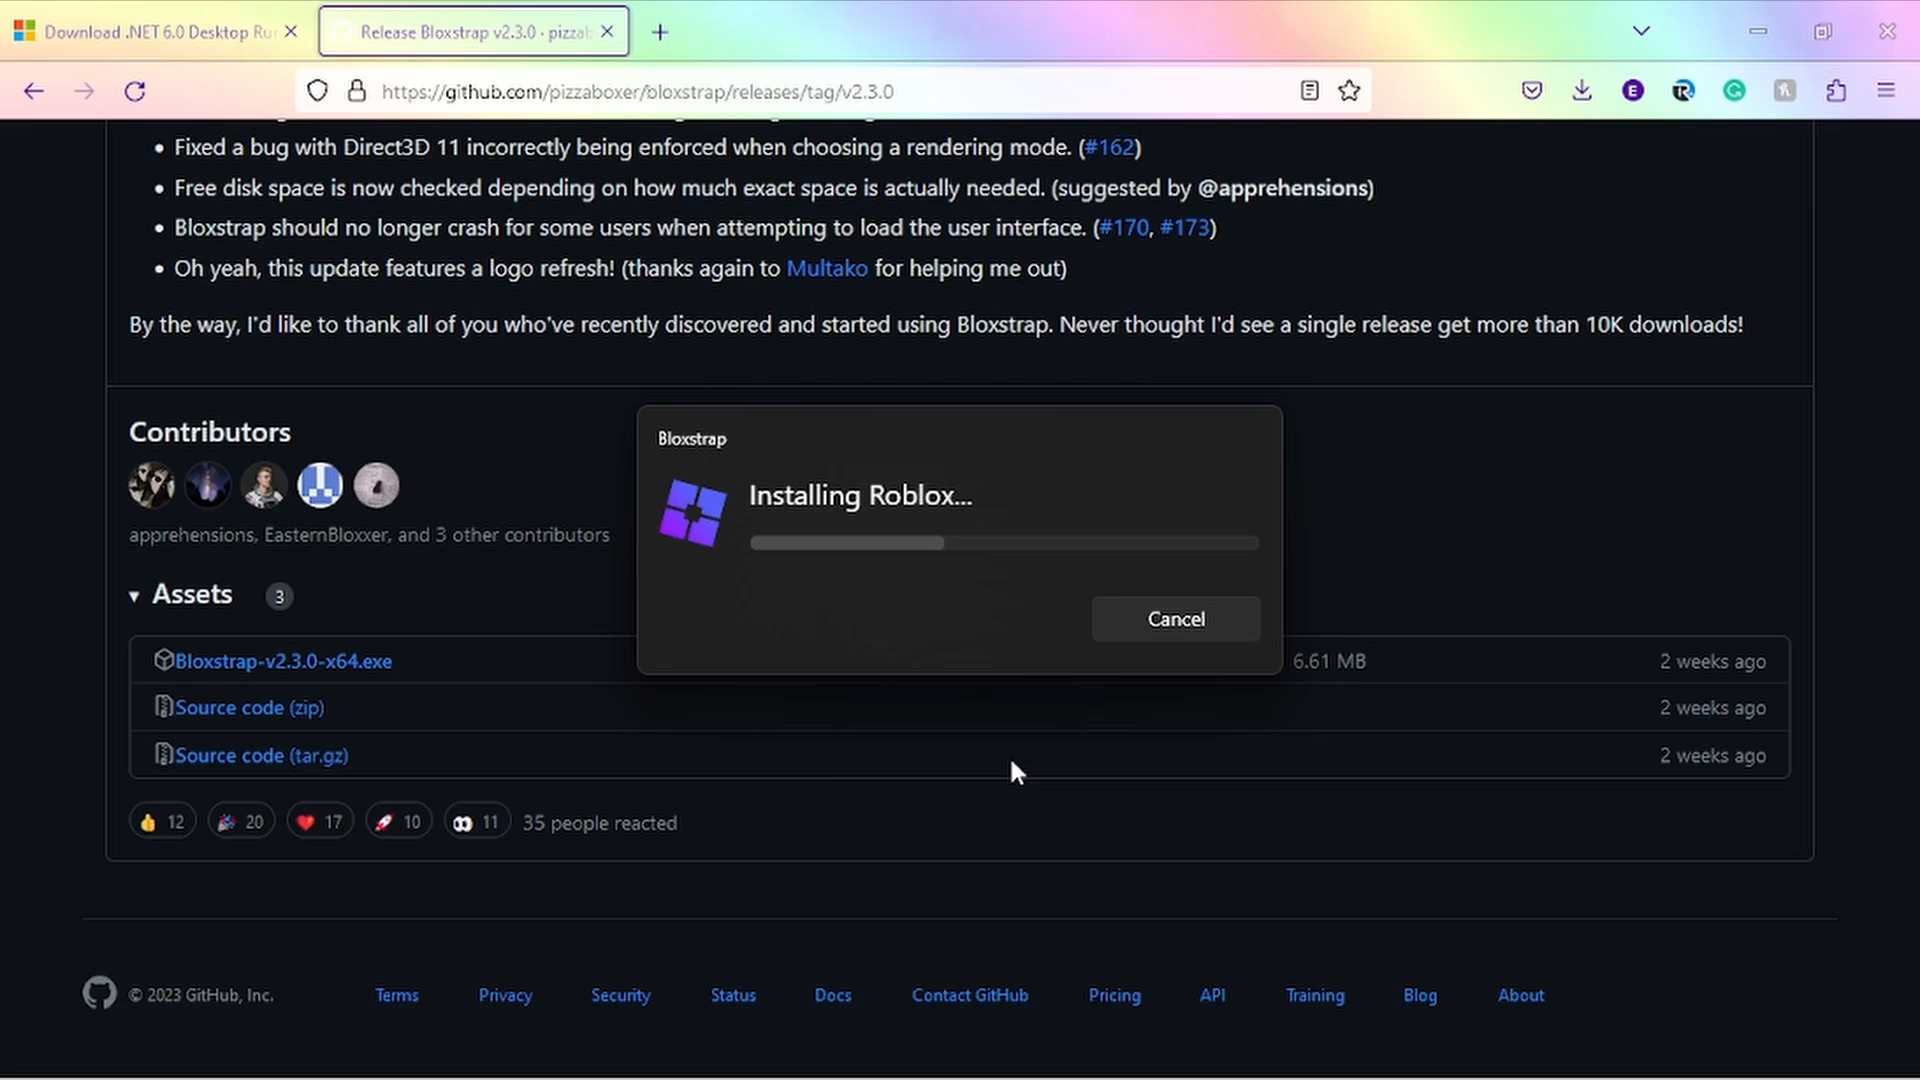 Download .NET 6.0 Desktop Ru
Release Bloxstrap v2.3.0 · pizzab
https://github.com/pizzaboxer/bloxstrap/releases/tag/v2.3.0
• Fixed a bug with Direct3D 11 incorrectly being enforced when choosing a rendering mode. (#162)
• Free disk space is now checked depending on how much exact space is actually needed. (suggested by @apprehensions)
• Bloxstrap should no longer crash for some users when attempting to load the user interface. (#170, #173)
• Oh yeah, this update features a logo refresh! (thanks again to Multako for helping me out)
By the way, I'd like to thank all of you who've recently discovered and started using Bloxstrap. Never thought I'd see a single release get more than 10K downloads!
Contributors
apprehensions, EasternBloxxer, and 3 other contributors
Bloxstrap
Installing Roblox...
Cancel
Assets 3
Bloxstrap-v2.3.0-x64.exe 6.61 MB 2 weeks ago
Source code (zip) 2 weeks ago
Source code (tar.gz) 2 weeks ago
👍 12 🎉 20 ❤️ 17 🚀 10 👀 11 35 people reacted
© 2023 GitHub, Inc. Terms Privacy Security Status Docs Contact GitHub Pricing API Training Blog About